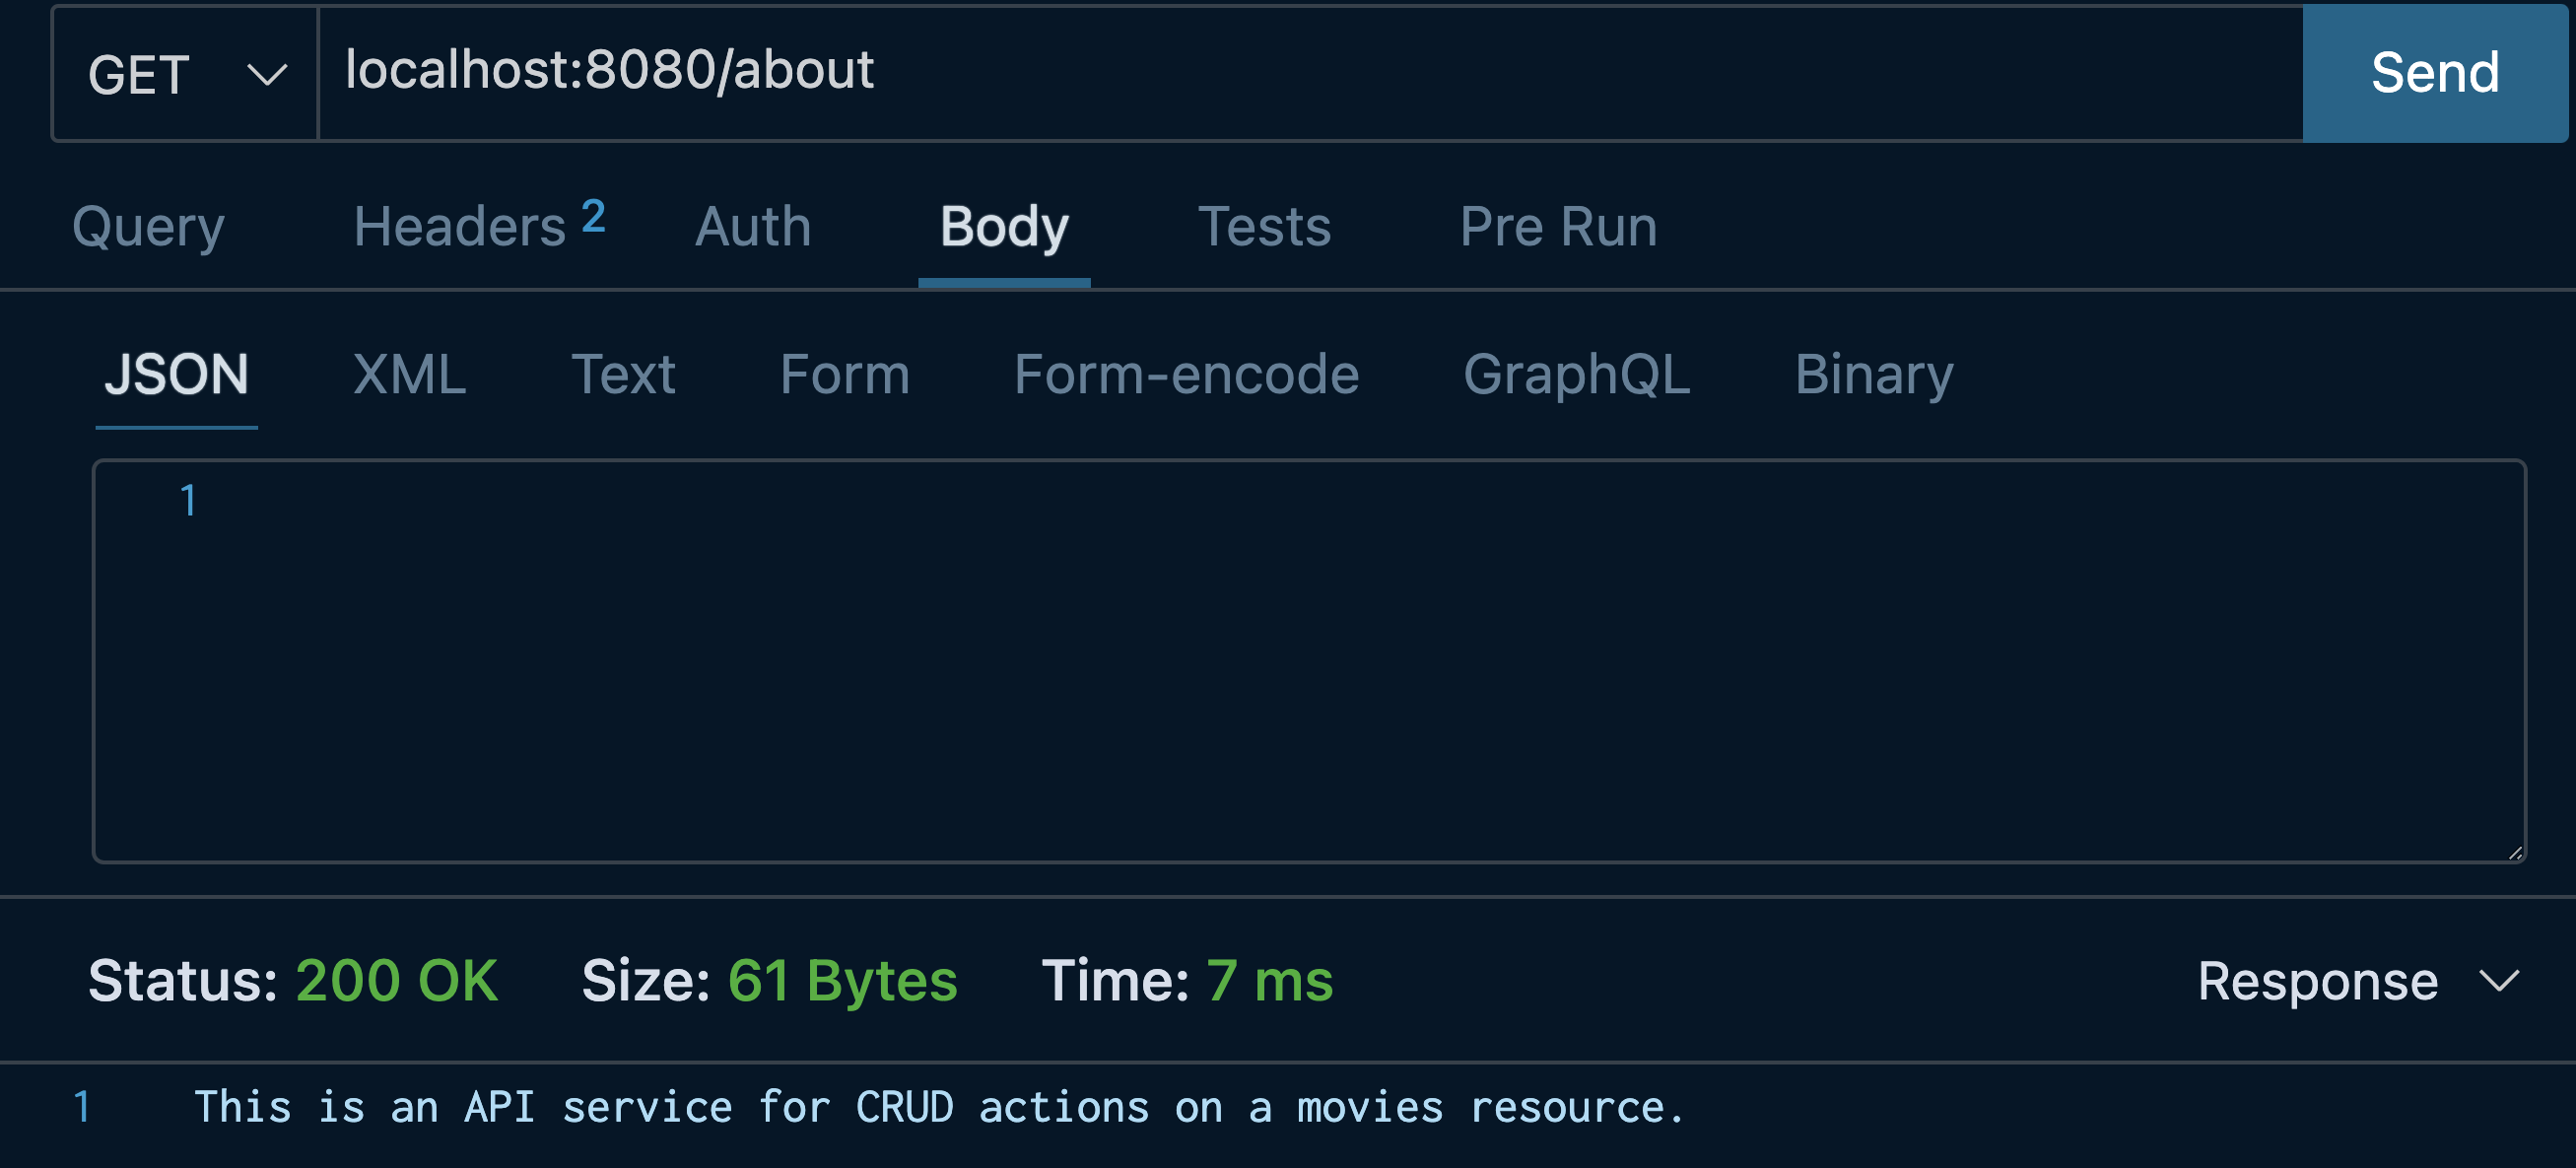 GET localhost:8080/about Send
Query Headers 2 Auth Body Tests Pre Run
JSON XML Text Form Form-encode GraphQL Binary
1
Status: 200 OK Size: 61 Bytes Time: 7 ms Response
1 This is an API service for CRUD actions on a movies resource.